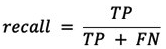 recall = TP / TP + FN